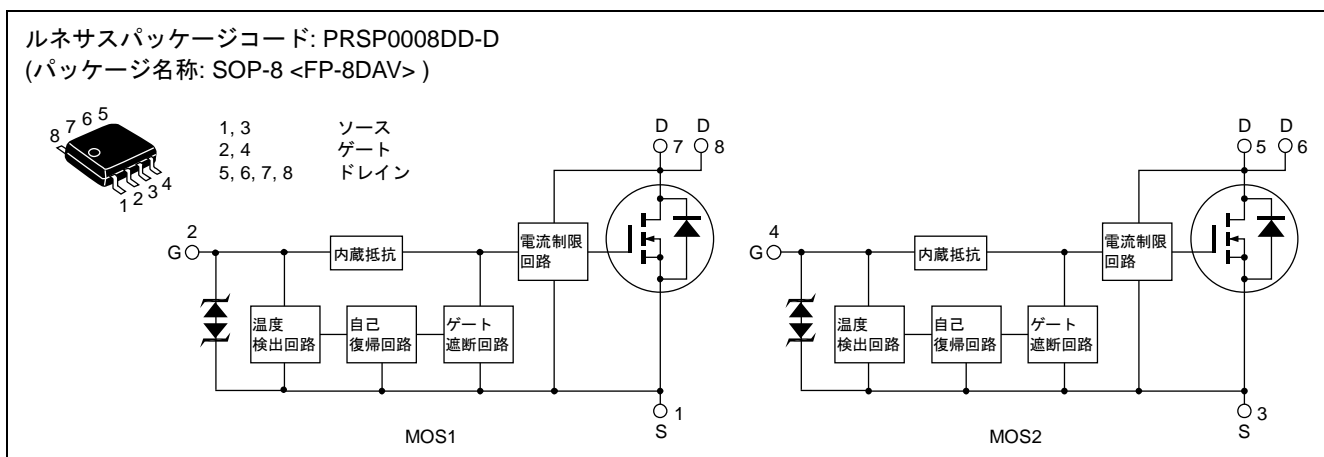 ルネサスパッケージコード: PRSP0008DD-D
(パッケージ名称: SOP-8 <FP-8DAV> )
8 7 6 5
1 2 3 4
1, 3 ソース
2, 4 ゲート
5, 6, 7, 8 ドレイン
D D
7 8
2
G
内蔵抵抗
電流制限
回路
温度
検出回路
自己
復帰回路
ゲート
遮断回路
1
S
MOS1
D D
5 6
4
G
内蔵抵抗
電流制限
回路
温度
検出回路
自己
復帰回路
ゲート
遮断回路
3
S
MOS2